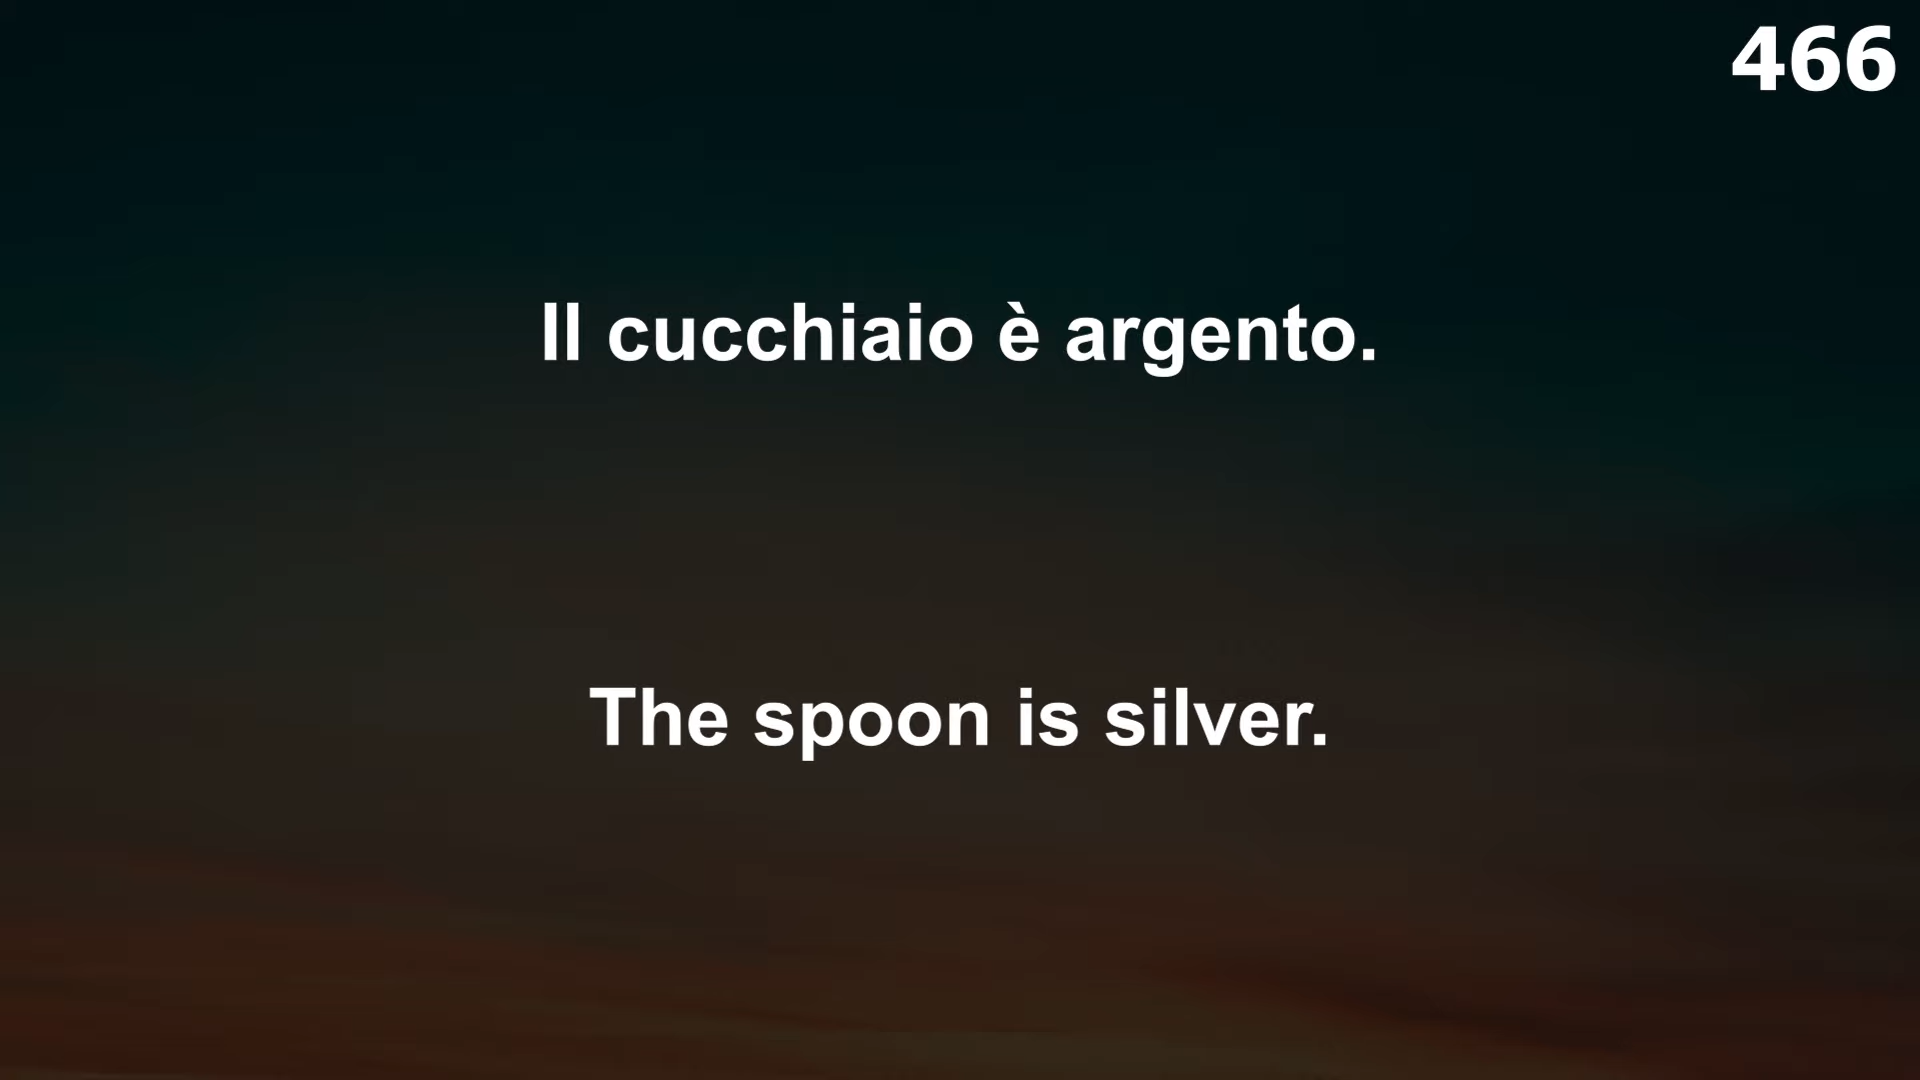 466
Il cucchiaio è argento.
The spoon is silver.